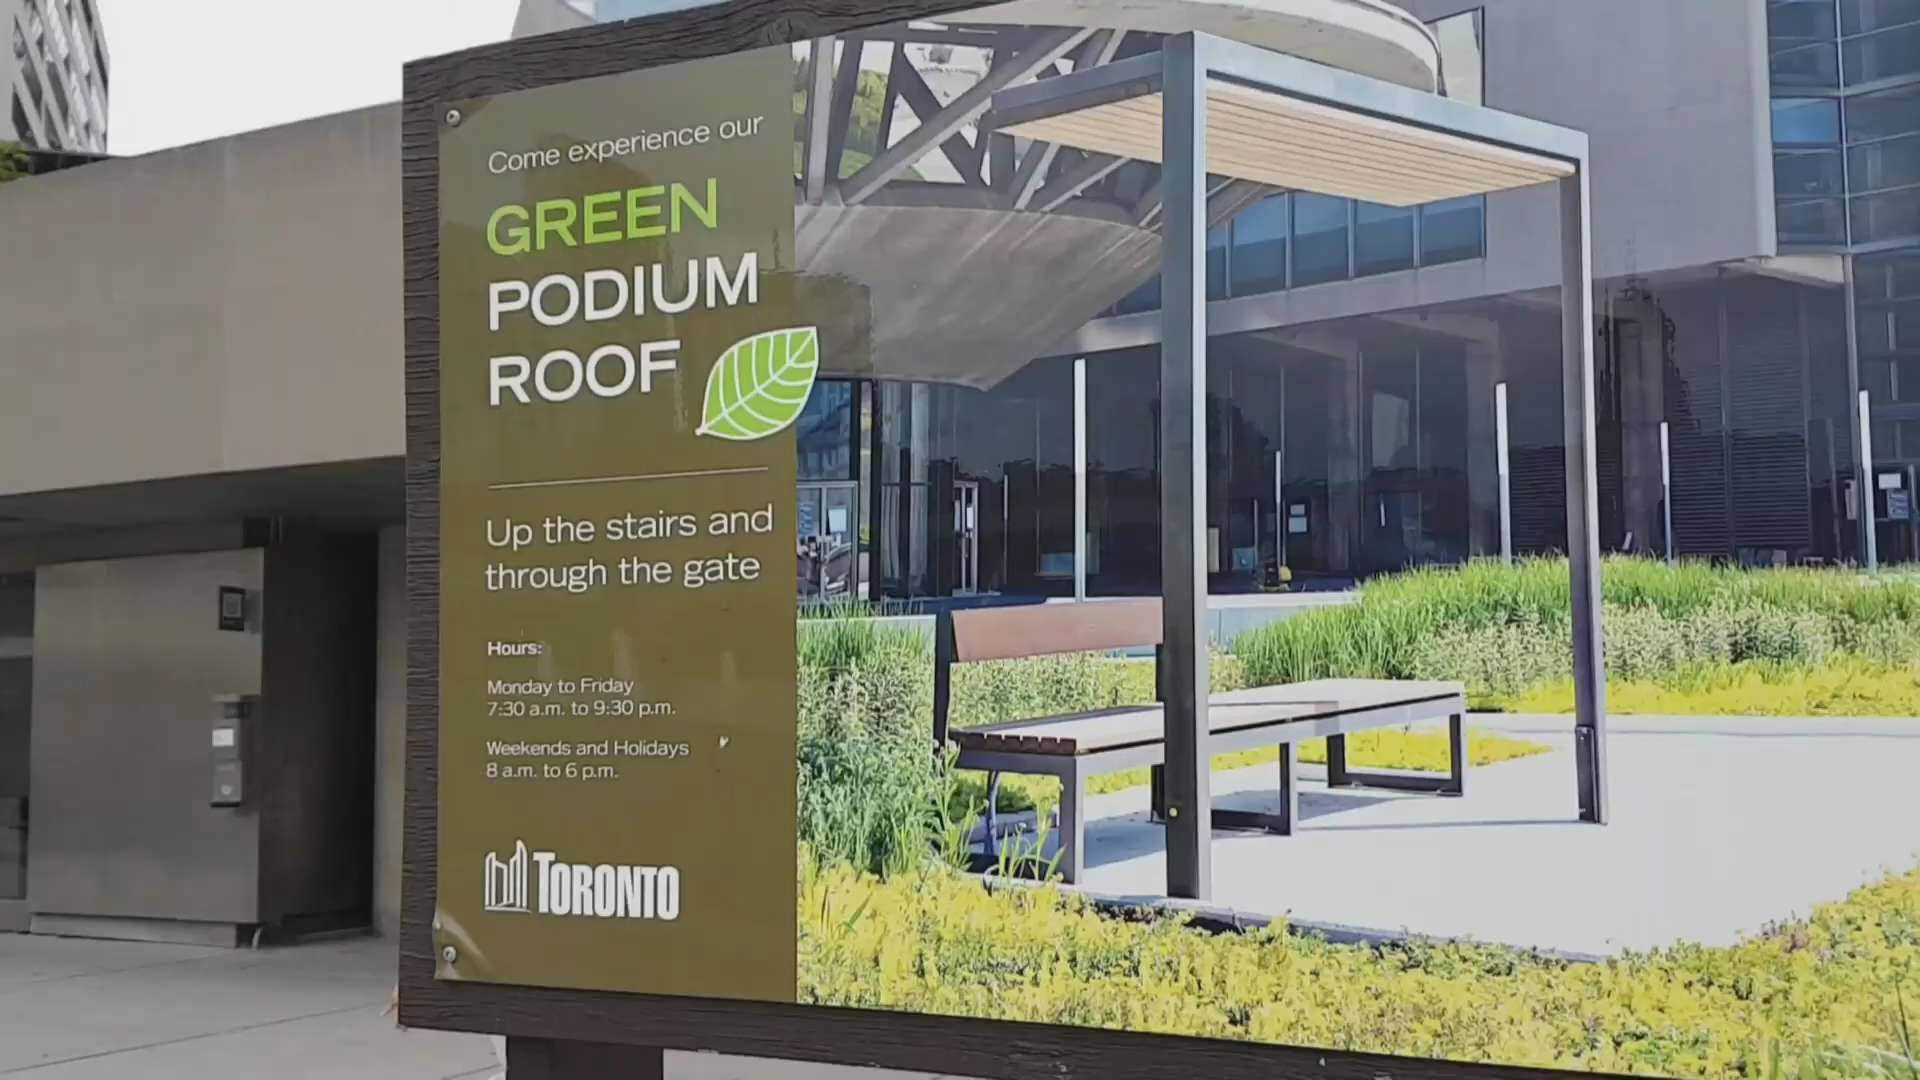 Come experience our
GREEN
PODIUM
ROOF
Up the stairs and
through the gate
Hours:
Monday to Friday
7:30 a.m. to 9:30 p.m.
Weekends and Holidays
8 a.m. to 6 p.m.
TORONTO